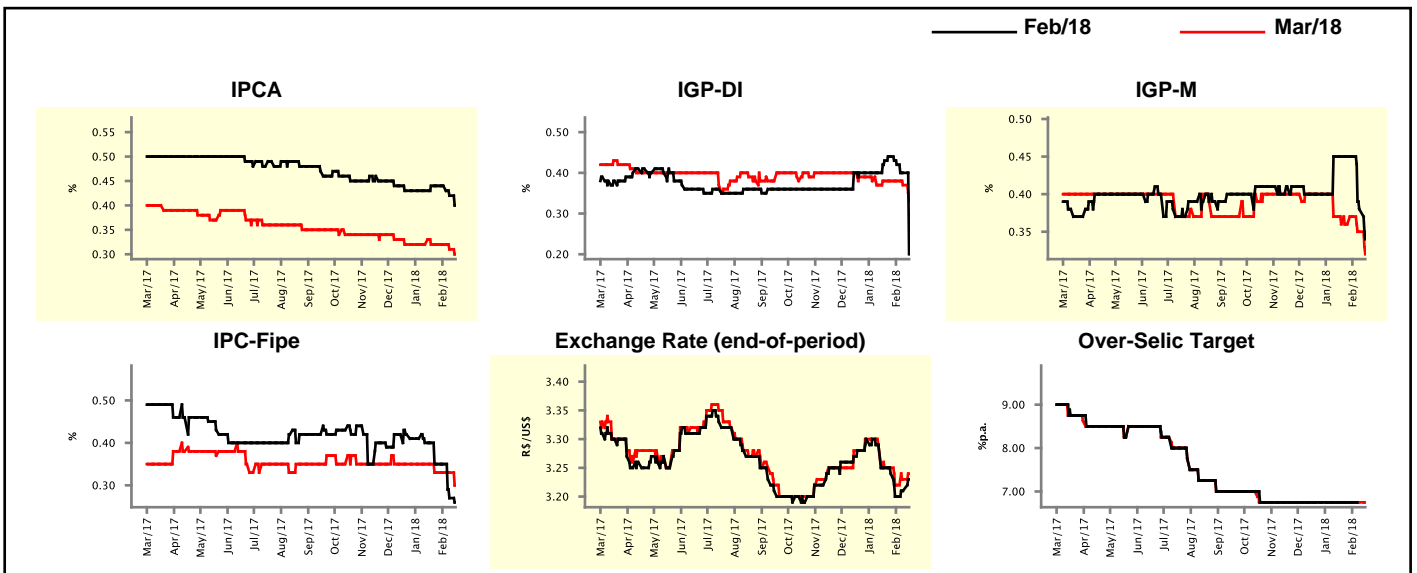 Feb/18 Mar/18
IPCA IGP-DI IGP-M
%
0.55
0.50
0.45
0.40
0.35
0.30
Mar/17 Apr/17 May/17 Jun/17 Jul/17 Aug/17 Sep/17 Oct/17 Nov/17 Dec/17 Jan/18 Feb/18
%
0.50
0.40
0.30
0.20
Mar/17 Apr/17 May/17 Jun/17 Jul/17 Aug/17 Sep/17 Oct/17 Nov/17 Dec/17 Jan/18 Feb/18
%
0.50
0.45
0.40
0.35
Mar/17 Apr/17 May/17 Jun/17 Jul/17 Aug/17 Sep/17 Oct/17 Nov/17 Dec/17 Jan/18 Feb/18
IPC-Fipe Exchange Rate (end-of-period) Over-Selic Target
%
0.50
0.40
0.30
Mar/17 Apr/17 May/17 Jun/17 Jul/17 Aug/17 Sep/17 Oct/17 Nov/17 Dec/17 Jan/18 Feb/18
R$/US$
3.40
3.35
3.30
3.25
3.20
Mar/17 Apr/17 May/17 Jun/17 Jul/17 Aug/17 Sep/17 Oct/17 Nov/17 Dec/17 Jan/18 Feb/18
%p.a.
9.00
8.00
7.00
Mar/17 Apr/17 May/17 Jun/17 Jul/17 Aug/17 Sep/17 Oct/17 Nov/17 Dec/17 Jan/18 Feb/18